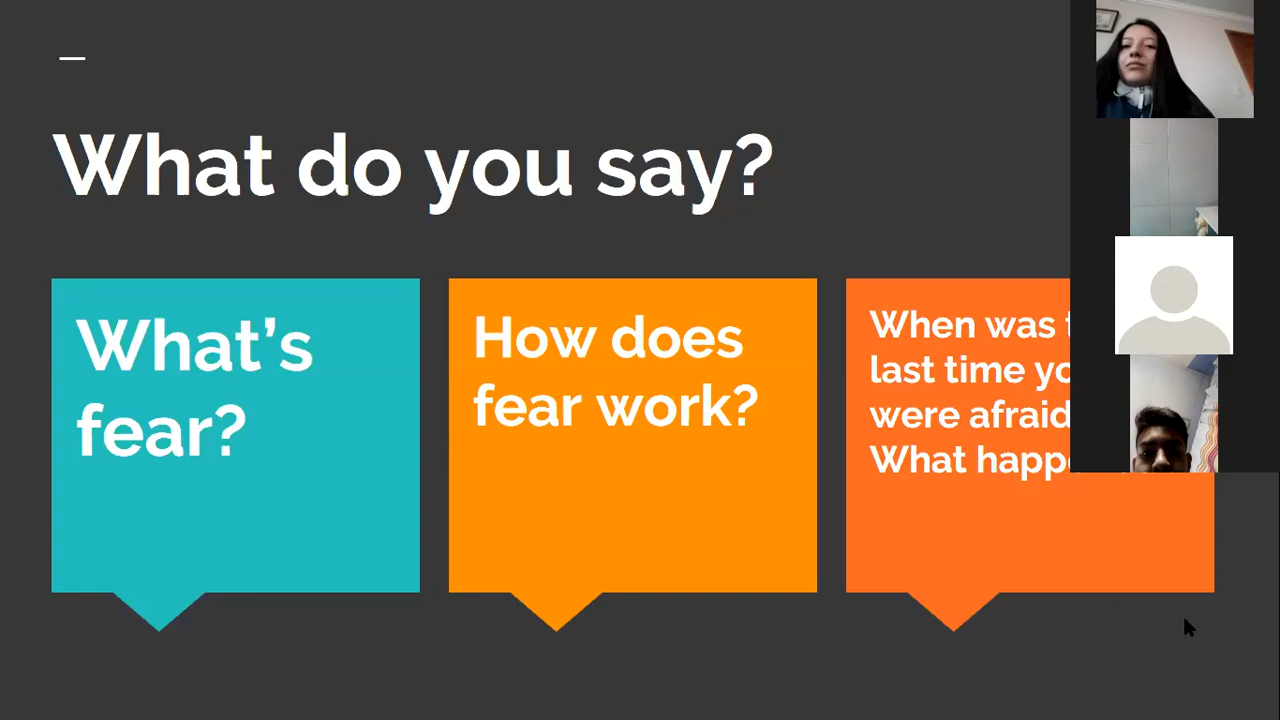 What do you say?
What's
fear?
How does
fear work?
When was
last time
were afraid
What